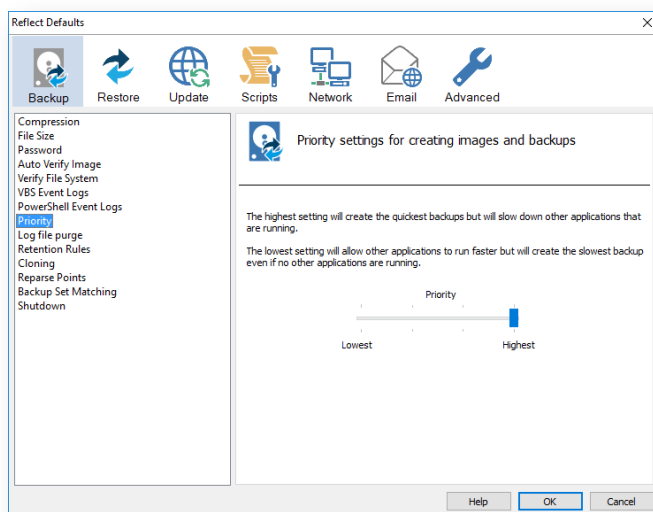 Reflect Defaults
Backup
Restore
Update
Scripts
Network
Email
Advanced
Compression
File Size
Password
Auto Verify Image
Verify File System
VBS Event Logs
PowerShell Event Logs
Priority
Log file purge
Retention Rules
Cloning
Reparse Points
Backup Set Matching
Shutdown
Priority settings for creating images and backups
The highest setting will create the quickest backups but will slow down other applications that
are running.
The lowest setting will allow other applications to run faster but will create the slowest backup
even if no other applications are running.
Priority
Lowest
Highest
Help
OK
Cancel